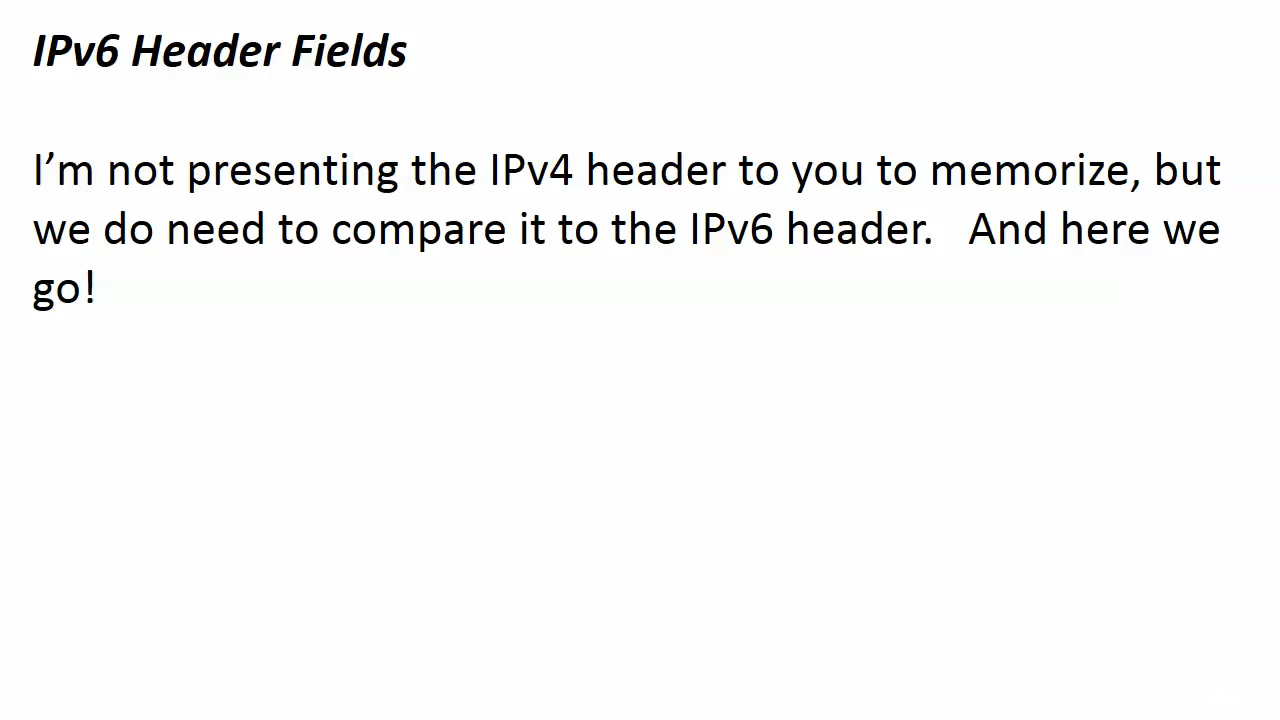 IPv6 Header Fields
I’m not presenting the IPv4 header to you to memorize, but
we do need to compare it to the IPv6 header.   And here we
go!